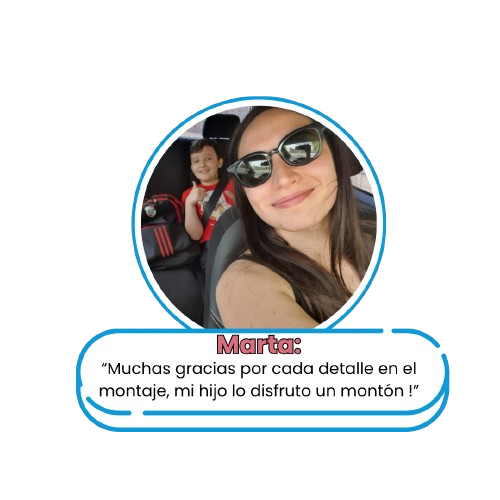 Marta:
“Muchas gracias por cada detalle en el
montaje, mi hijo lo disfruto un montón !”